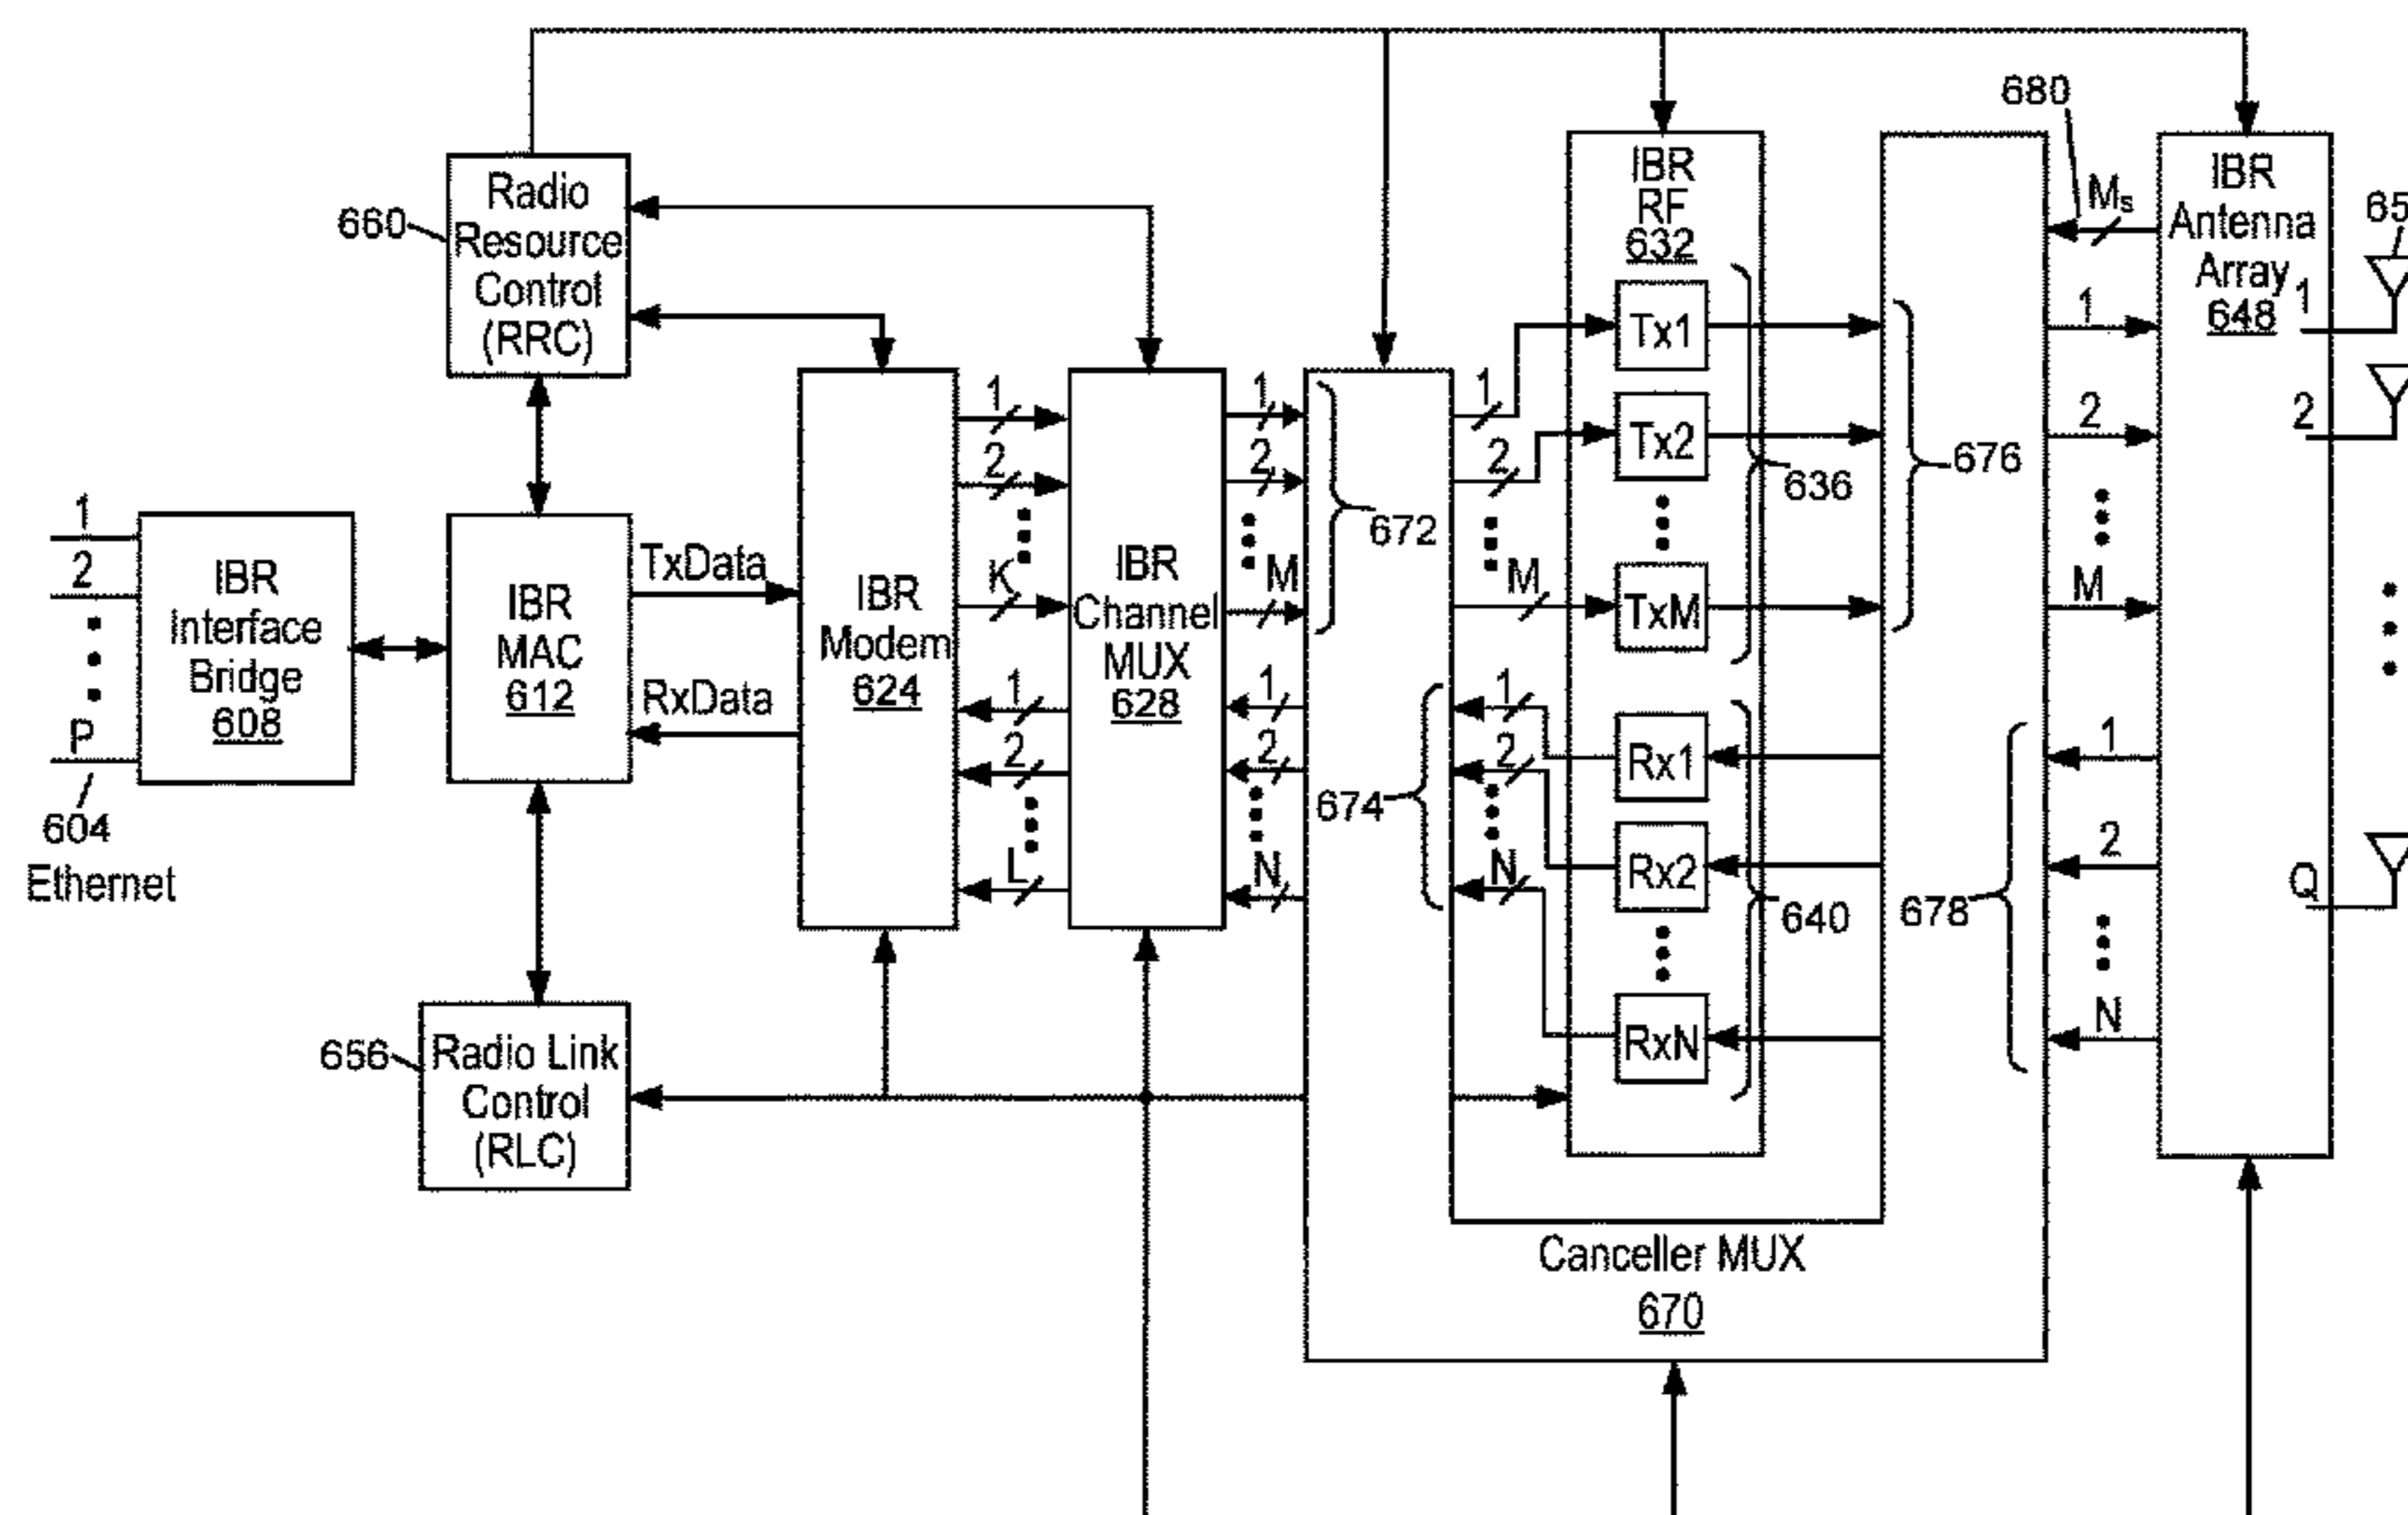 680
Radio
Resource
Control
(RRC)
660
IBR
RF
632
Ms
IBR
Antenna
Array
648
65
1
2
Q
Tx1
Tx2
TxM
636
Rx1
Rx2
RxN
640
676
1
2
M
678
1
2
N
1
2
P
604
Ethernet
IBR
Interface
Bridge
608
IBR
MAC
612
TxData
RxData
IBR
Modem
624
1
2
K
1
2
L
IBR
Channel
MUX
628
1
2
M
1
2
N
672
674
1
2
M
1
2
N
656
Radio Link
Control
(RLC)
Canceller MUX
670